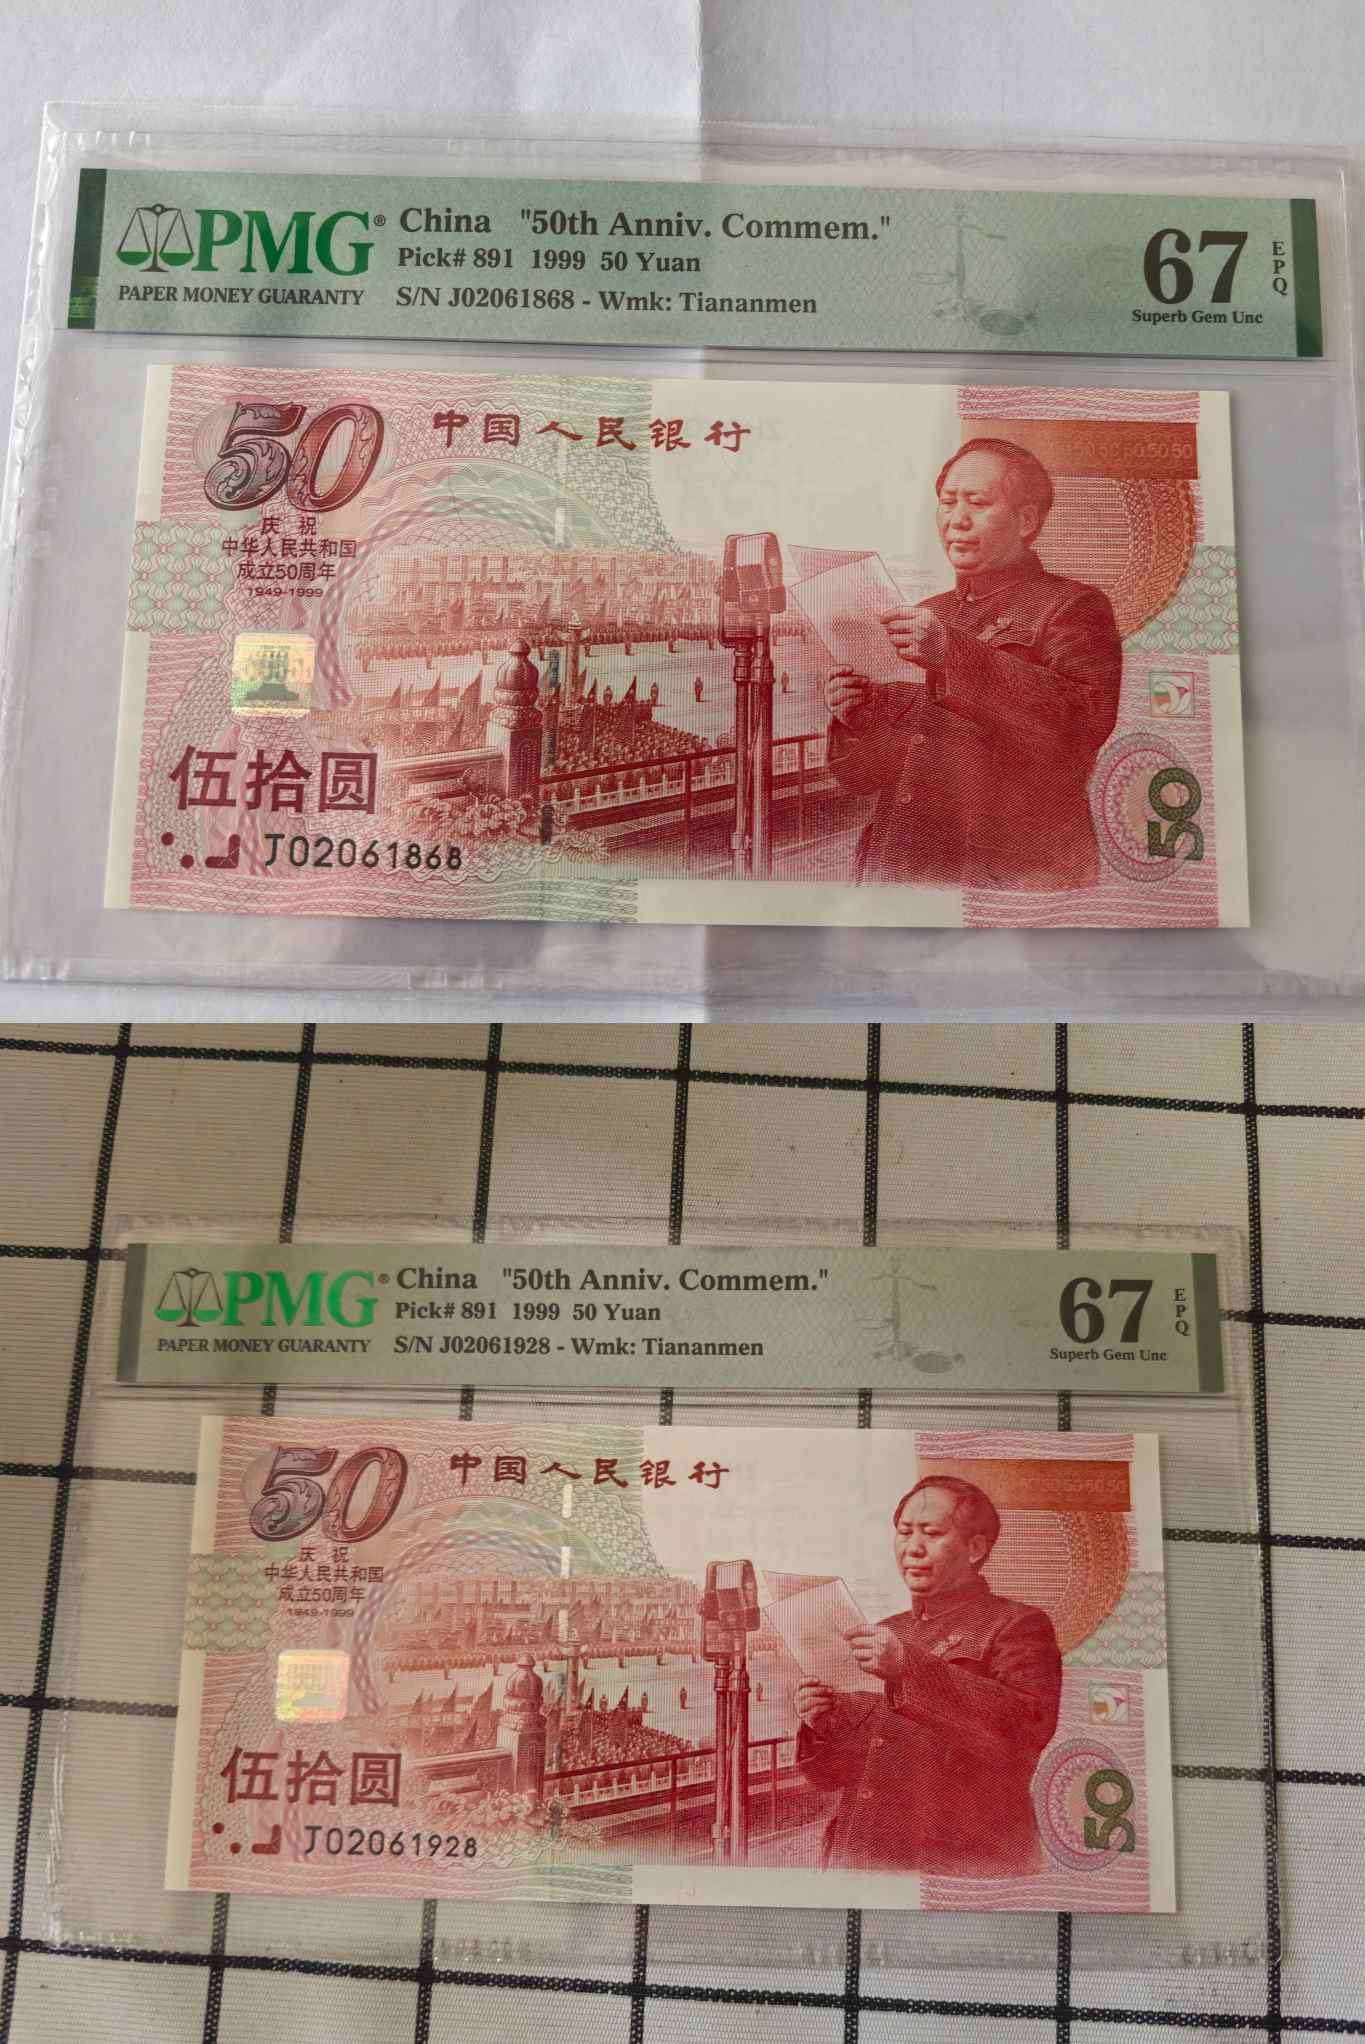 PMG® China "50th Anniv. Commem."
Pick# 891 1999 50 Yuan
PAPER MONEY GUARANTY S/N J02061868 - Wmk: Tiananmen
67 EPQ
Superb Gem Unc
50 中国人民银行
庆祝
中华人民共和国
成立50周年
1949-1999
伍拾圆
J02061868
50
PMG® China "50th Anniv. Commem."
Pick# 891 1999 50 Yuan
PAPER MONEY GUARANTY S/N J02061928 - Wmk: Tiananmen
67 EPQ
Superb Gem Unc
50 中国人民银行
庆祝
中华人民共和国
成立50周年
1949-1999
伍拾圆
J02061928
50